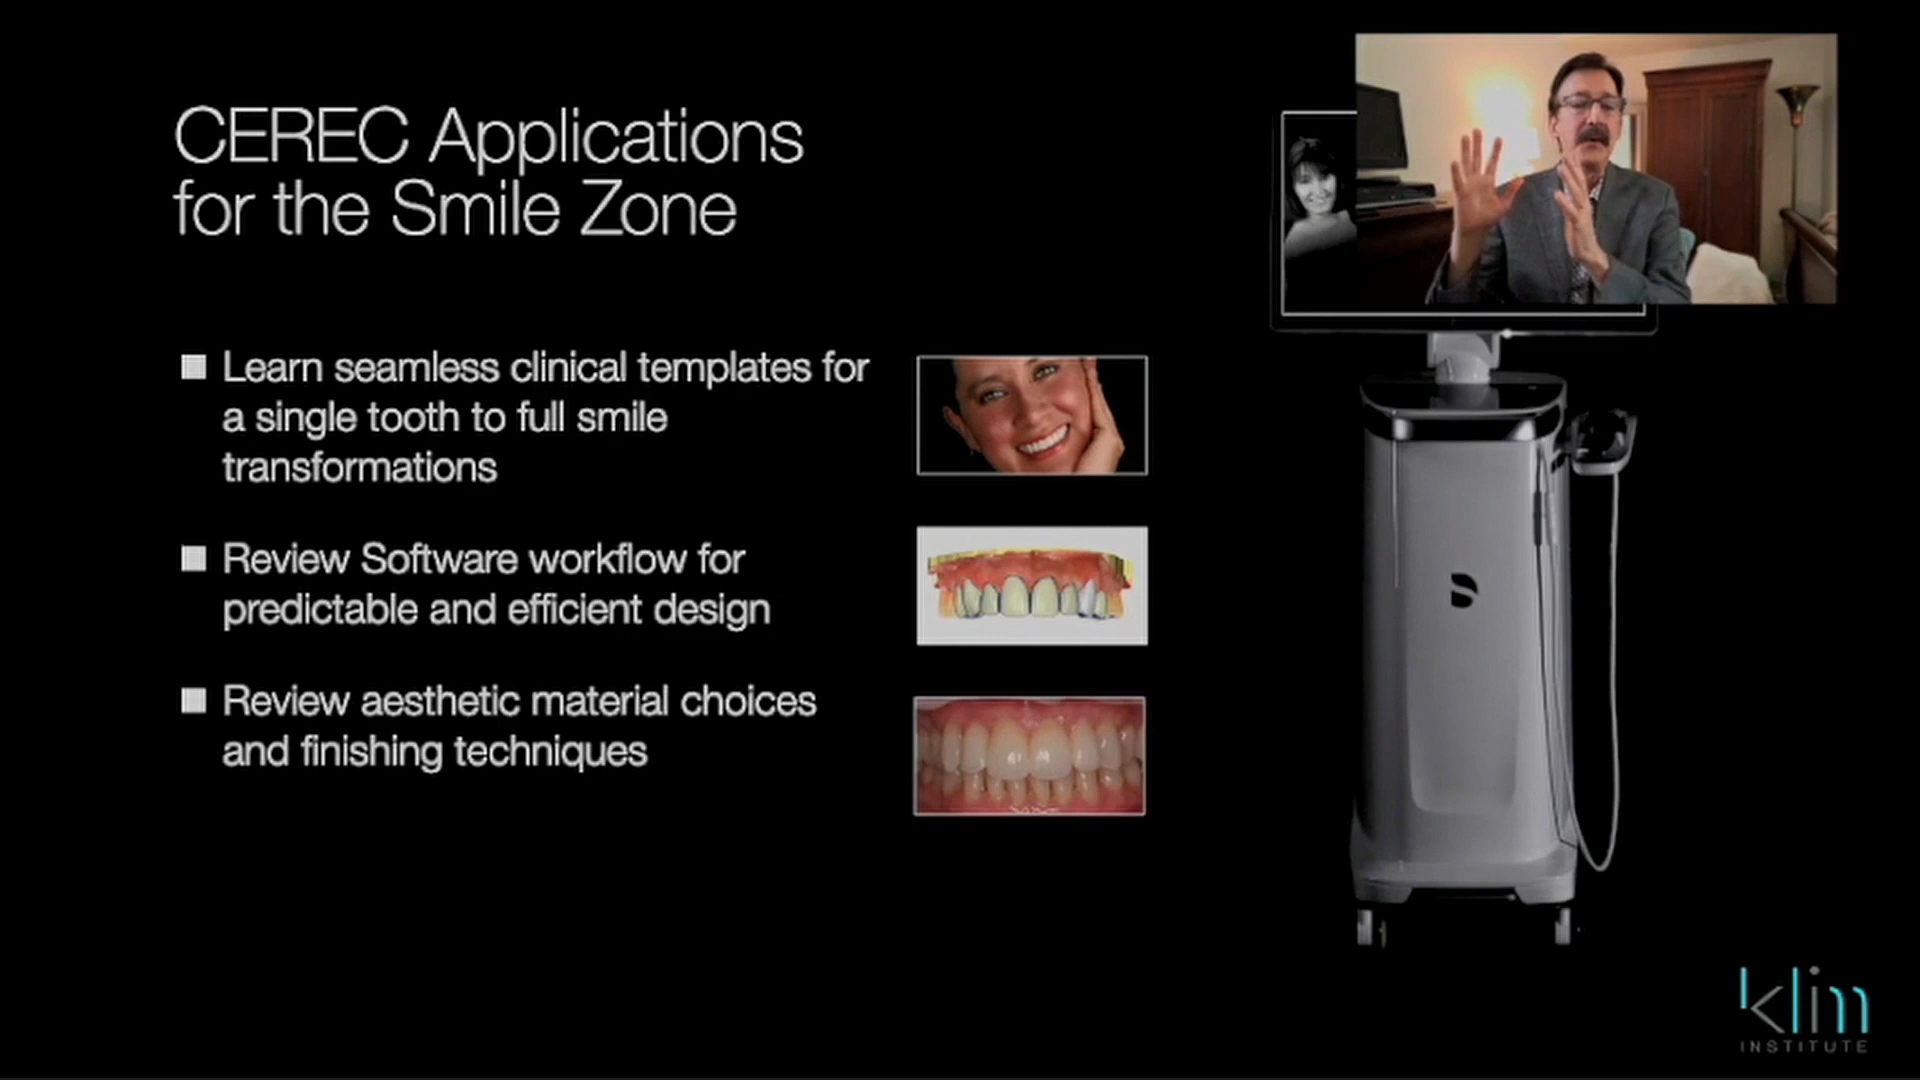 CEREC Applications
for the Smile Zone
Learn seamless clinical templates for
a single tooth to full smile
transformations
Review Software workflow for
predictable and efficient design
Review aesthetic material choices
and finishing techniques
klim
INSTITUTE